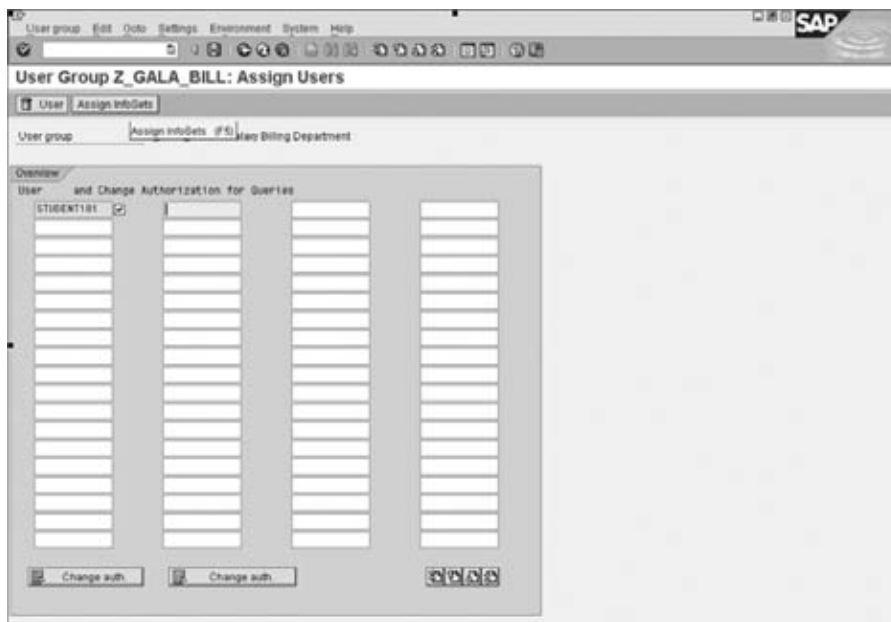 User group Edit Goto Settings Environment System Help
SAP
User Group Z_GALA_BILL: Assign Users
User Assign InfoSets
User group Assign InfoSets (F5) Billing Department
Overview
User and Change Authorization for Queries
STUDENT101
Change auth. Change auth.